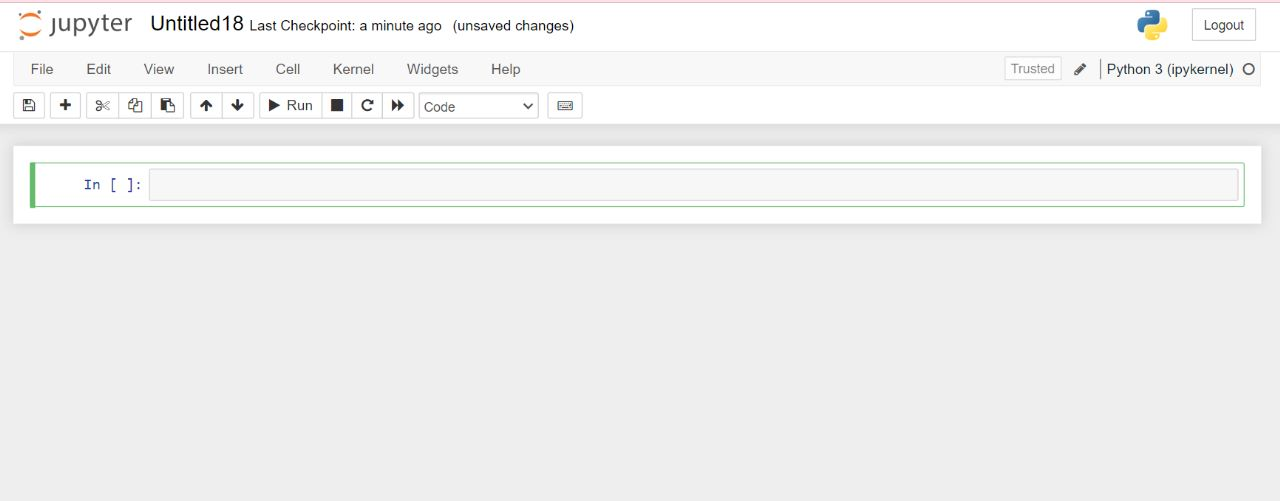 jupyter Untitled18 Last Checkpoint: a minute ago (unsaved changes) Logout
File Edit View Insert Cell Kernel Widgets Help Trusted Python 3 (ipykernel)
Run Code
In [ ]: